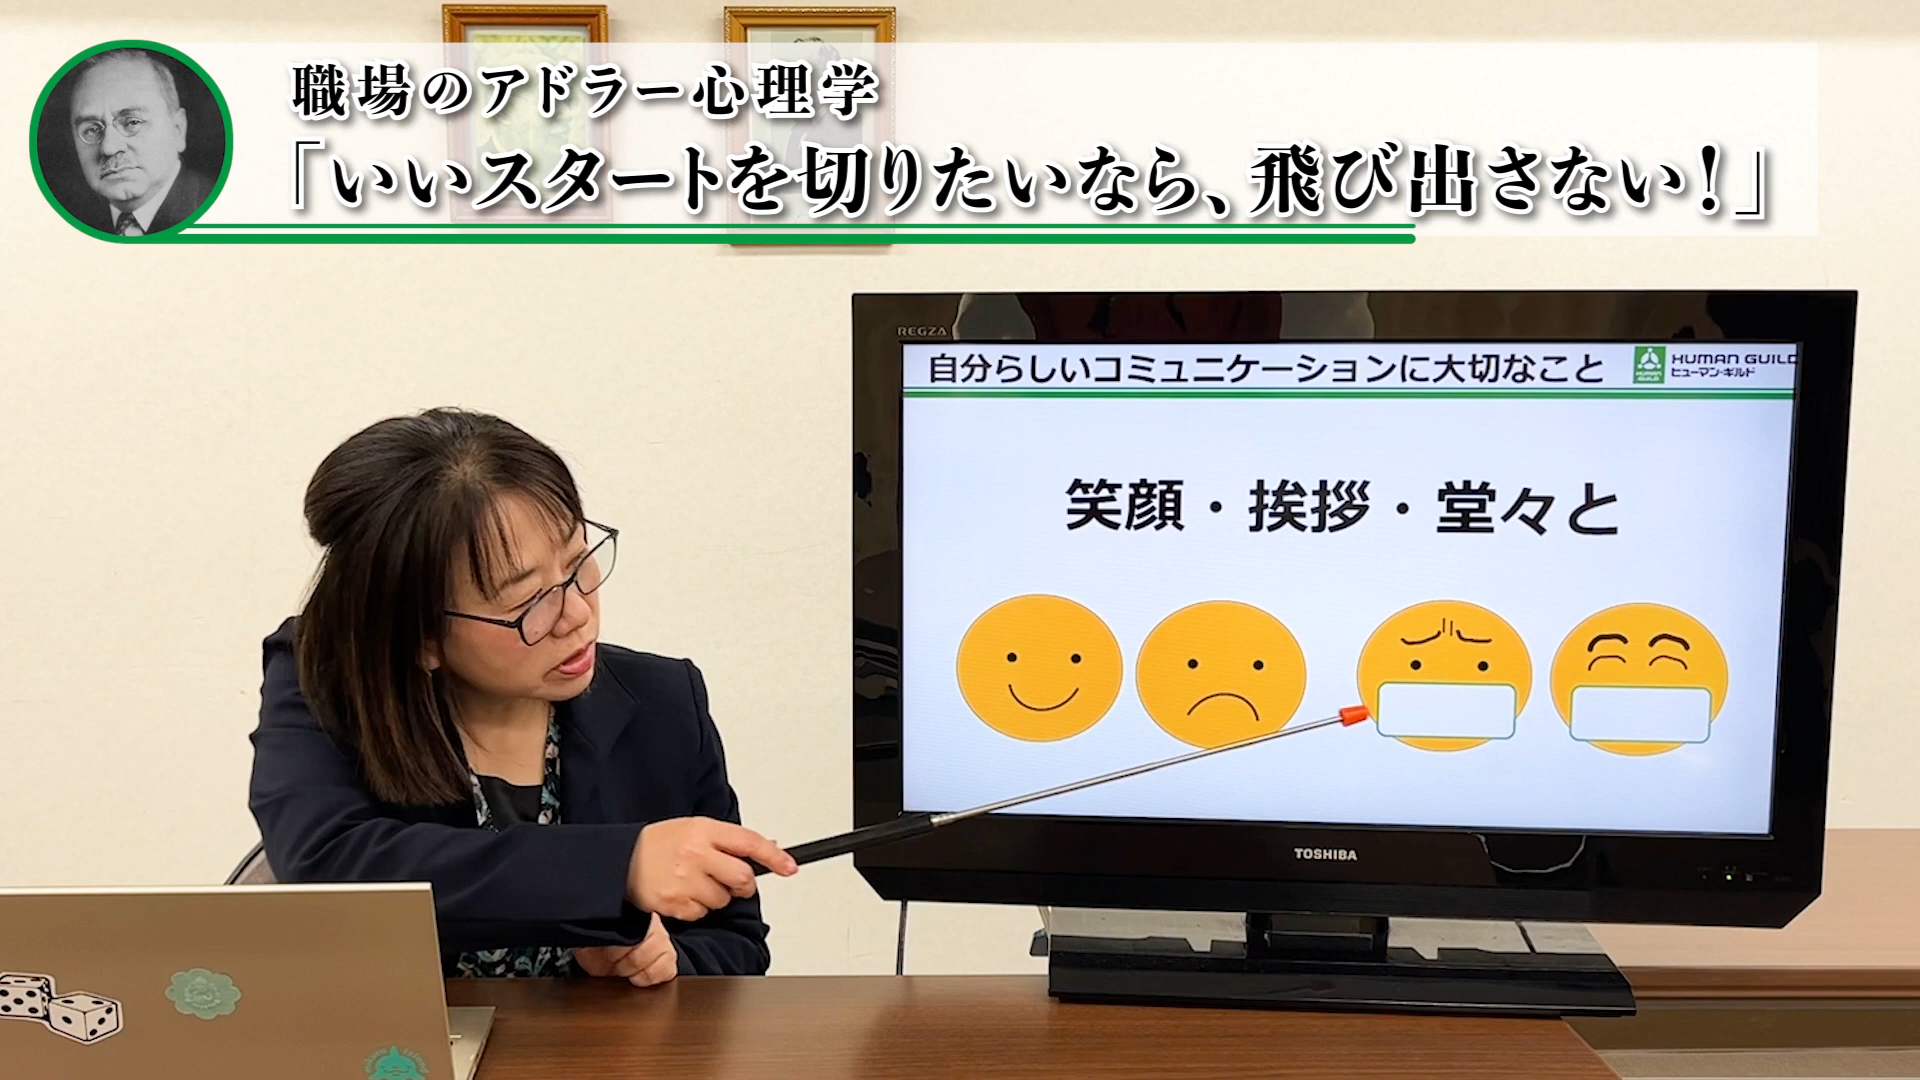 職場のアドラー心理学
「いいスタートを切りたいなら、飛び出さない！」
REGZA
自分らしいコミュニケーションに大切なこと
HUMAN GUILD
ヒューマン・ギルド
笑顔・挨拶・堂々と
TOSHIBA